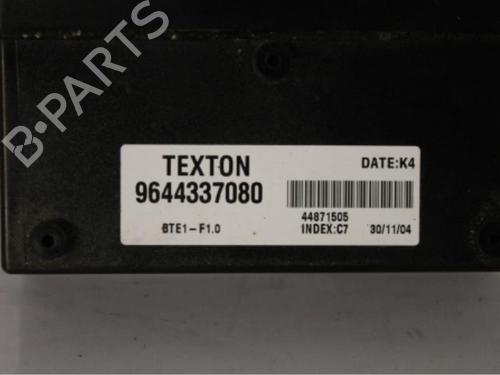 B-PARTS
TEXTON
DATE:K4
9644337080
44871505
BTE1-F1.0
INDEX:C7
30/11/04